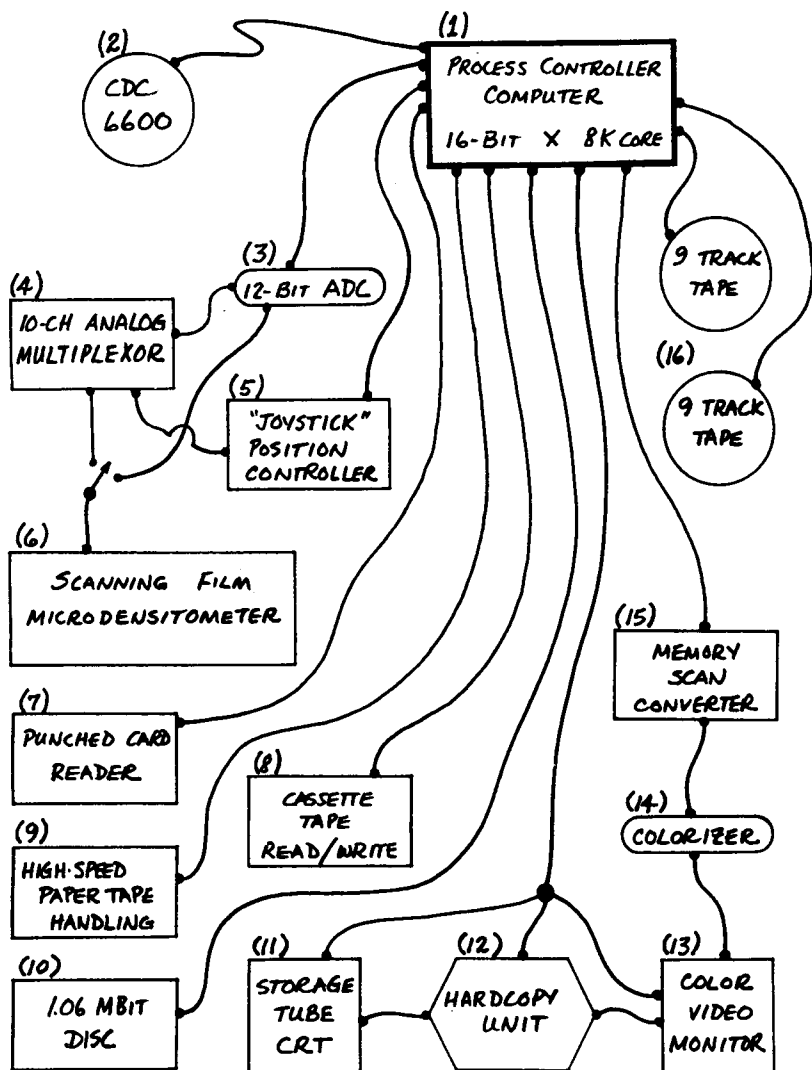 (1)
PROCESS CONTROLLER
COMPUTER
16-BIT X 8K CORE
(2)
CDC
6600
(3)
12-BIT ADC
(4)
10-CH ANALOG
MULTIPLEXOR
(5)
"JOYSTICK"
POSITION
CONTROLLER
9 TRACK
TAPE
(16)
9 TRACK
TAPE
(6)
SCANNING FILM
MICRODENSITOMETER
(7)
PUNCHED CARD
READER
(8)
CASSETTE
TAPE
READ/WRITE
(15)
MEMORY
SCAN
CONVERTER
(14)
COLORIZER
(9)
HIGH-SPEED
PAPER TAPE
HANDLING
(10)
1.06 MBIT
DISC
(11)
STORAGE
TUBE
CRT
(12)
HARDCOPY
UNIT
(13)
COLOR
VIDEO
MONITOR